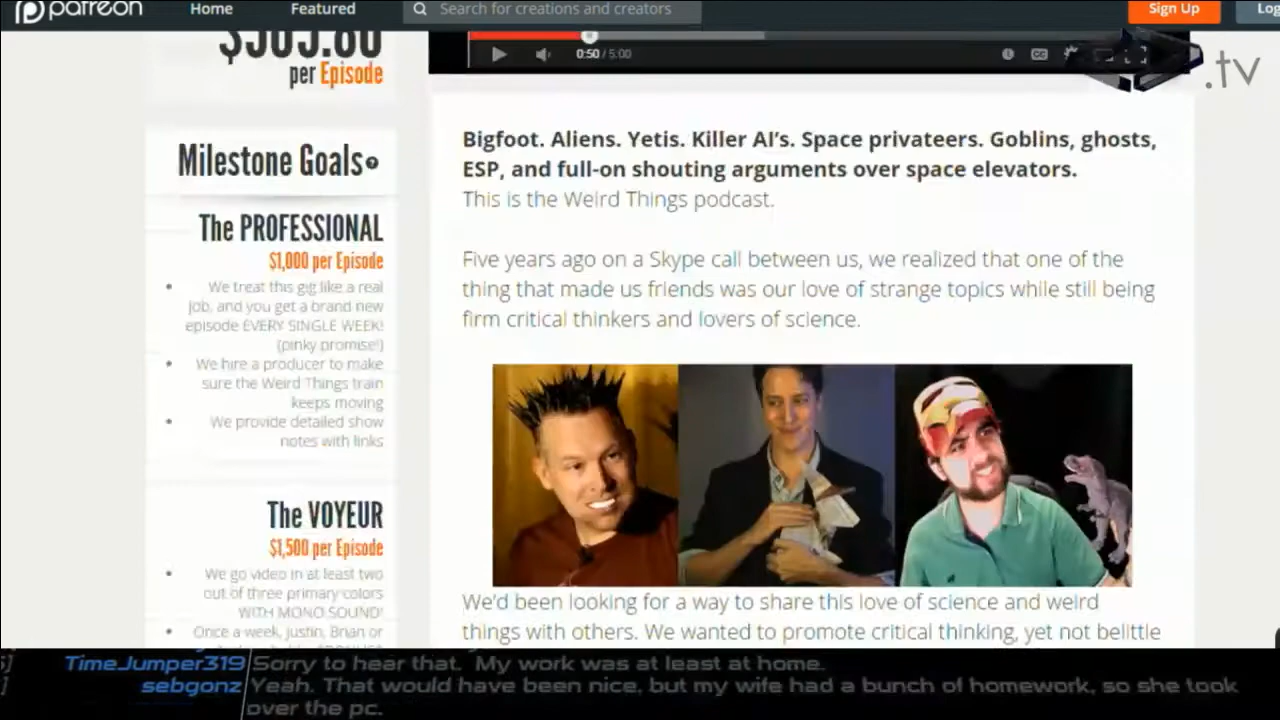 patreon
Home
Featured
Search for creations and creators
Sign Up
Log
per Episode
0:50 / 5:00
.tv
Milestone Goals
The PROFESSIONAL
$1,000 per Episode
We treat this gig like a real
job, and you get a brand new
episode EVERY SINGLE WEEK!
(pinky promise!)
We hire a producer to make
sure the Weird Things train
keeps moving
We provide detailed show
notes with links
The VOYEUR
$1,500 per Episode
We go video in at least two
out of three primary colors
WITH MONO SOUND!
Once a week, Justin, Brian or
Bigfoot. Aliens. Yetis. Killer AI's. Space privateers. Goblins, ghosts,
ESP, and full-on shouting arguments over space elevators.
This is the Weird Things podcast.
Five years ago on a Skype call between us, we realized that one of the
thing that made us friends was our love of strange topics while still being
firm critical thinkers and lovers of science.
We'd been looking for a way to share this love of science and weird
things with others. We wanted to promote critical thinking, yet not belittle
TimeJumper319 Sorry to hear that. My work was at least at home.
sebgonz Yeah. That would have been nice, but my wife had a bunch of homework, so she took
over the pc.